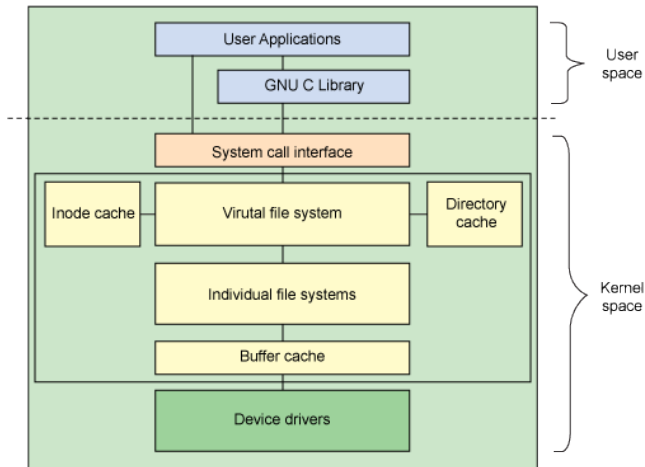 User Applications
User
space
GNU C Library
System call interface
Inode cache
Virutal file system
Directory
cache
Individual file systems
Kernel
space
Buffer cache
Device drivers